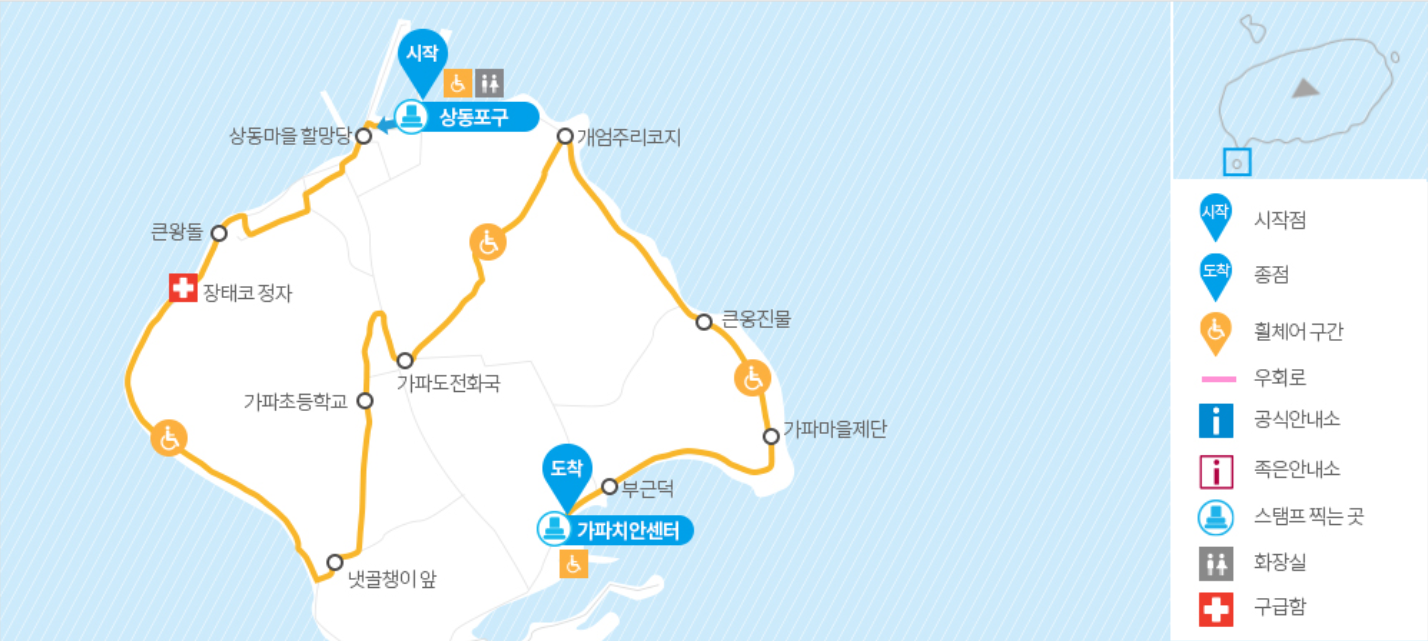 시작
상동포구
상동마을 할망당
개엄주리코지
큰왕돌
장태코 정자
큰옹진물
가파도전화국
가파초등학교
가파마을제단
도착
부근덕
가파치안센터
냇골챙이 앞
시작
시작점
도착
종점
휠체어 구간
우회로
공식안내소
족은안내소
스탬프 찍는 곳
화장실
구급함